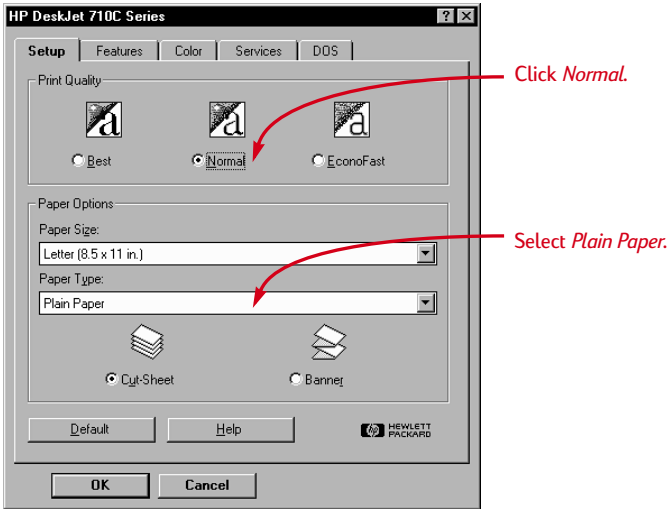 HP DeskJet 710C Series
Setup Features Color Services DOS
Print Quality
Click Normal.
Best Normal EconoFast
Paper Options
Paper Size:
Letter (8.5 x 11 in.)
Select Plain Paper.
Paper Type:
Plain Paper
Cut-Sheet Banner
Default Help hp HEWLETT
PACKARD
OK Cancel